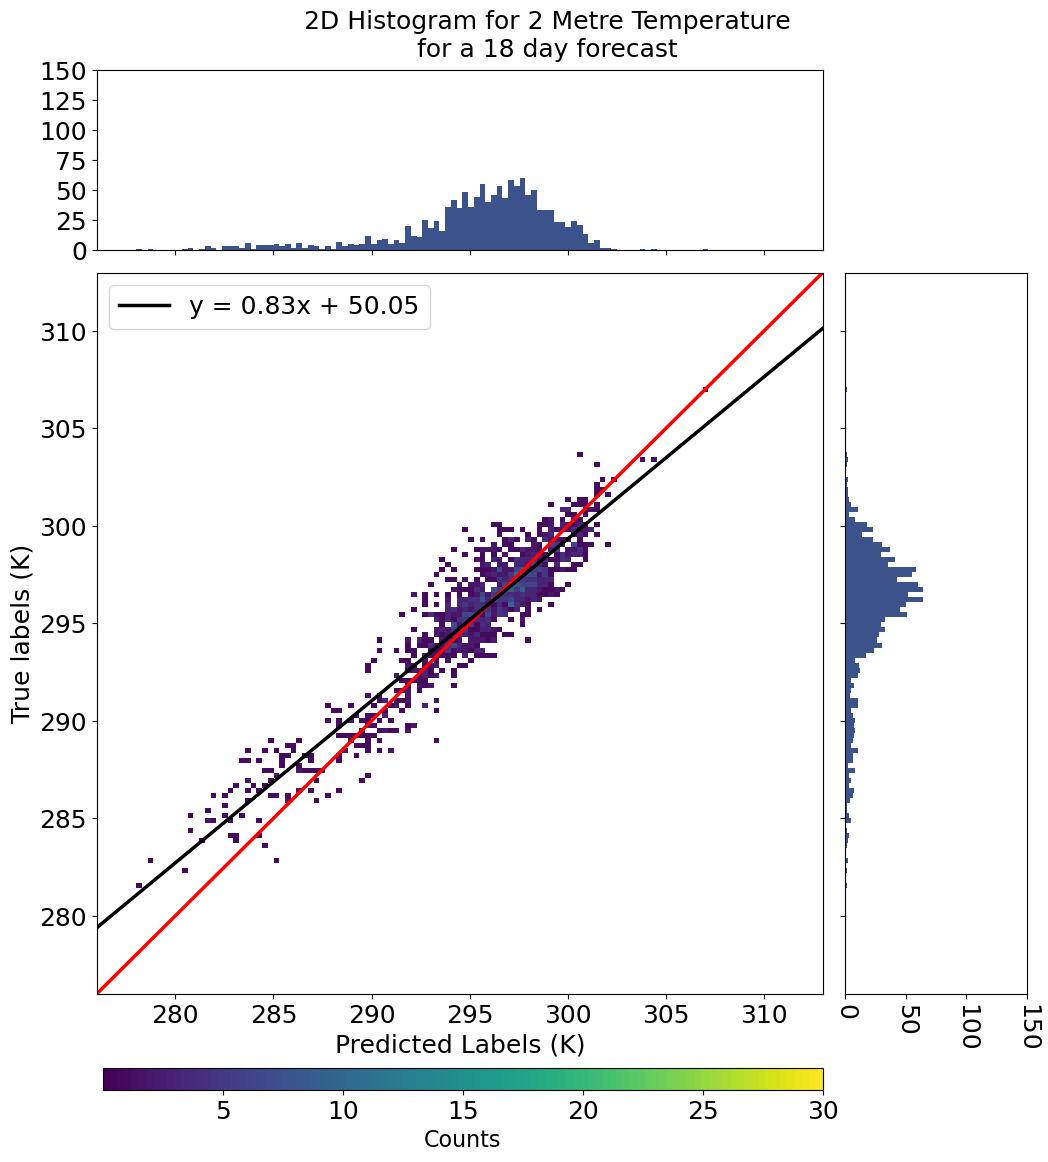 2D Histogram for 2 Metre Temperature
for a 18 day forecast
150
125
100
75
50
25
0
y = 0.83x + 50.05
310
305
300
295
290
285
280
True labels (K)
280 285 290 295 300 305 310
Predicted Labels (K)
0 50 100 150
5 10 15 20 25 30
Counts